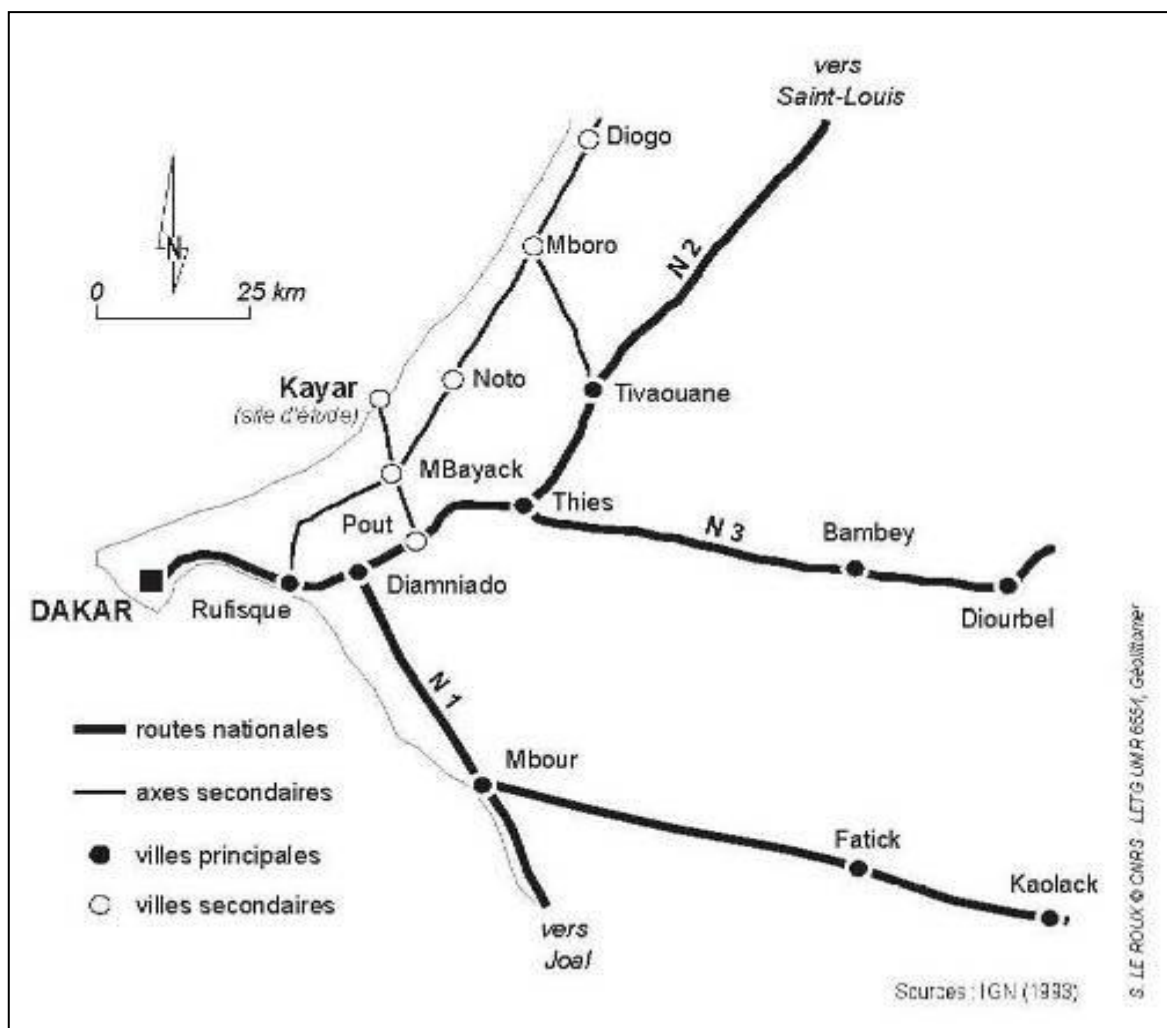 vers
Saint-Louis
Diogo
N
Mboro
N 2
0 25 km
Kayar
(site d'étude)
Noto
Tivaouane
MBayack
Thies
Pout
N 3
Bambey
DAKAR
Rufisque
Diamniado
Diourbel
N 1
routes nationales
Mbour
axes secondaires
villes principales
Fatick
villes secondaires
Kaolack
vers
Joal
Sources : IGN (1993)
S. LE ROUX © CNRS - LETG UMR 6554, Géolittomer